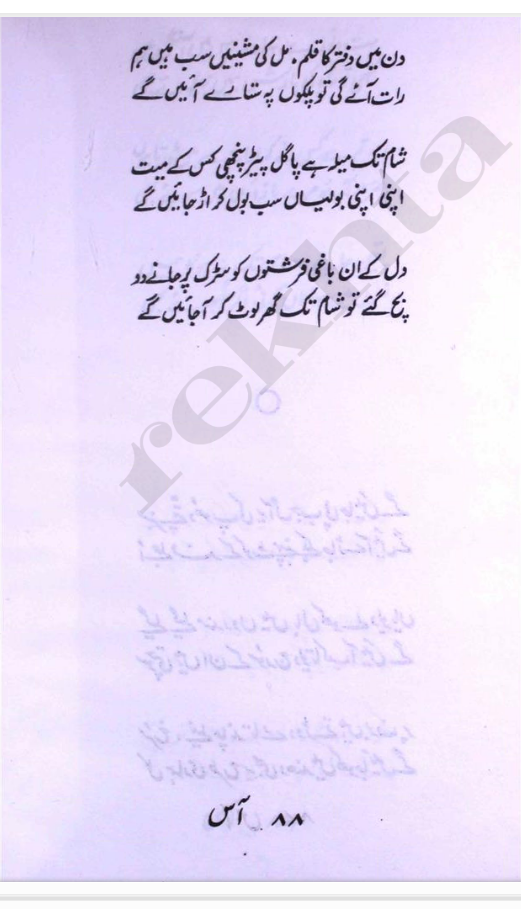 دن میں دفتر کا قلم، مل کی مشینیں سب ہیں ہم
رات آئے گی تو پلکوں پہ ستارے آئیں گے
شام تک میلہ ہے پاگل پیڑ پنچھی کس کے میت
اپنی اپنی بولیاں سب بول کر اڑ جائیں گے
دل کے ان باغی فرشتوں کو سڑک پر جانے دو
بچ گئے تو شام تک گھر لوٹ کر آجائیں گے
rekhta
۸۸ آس